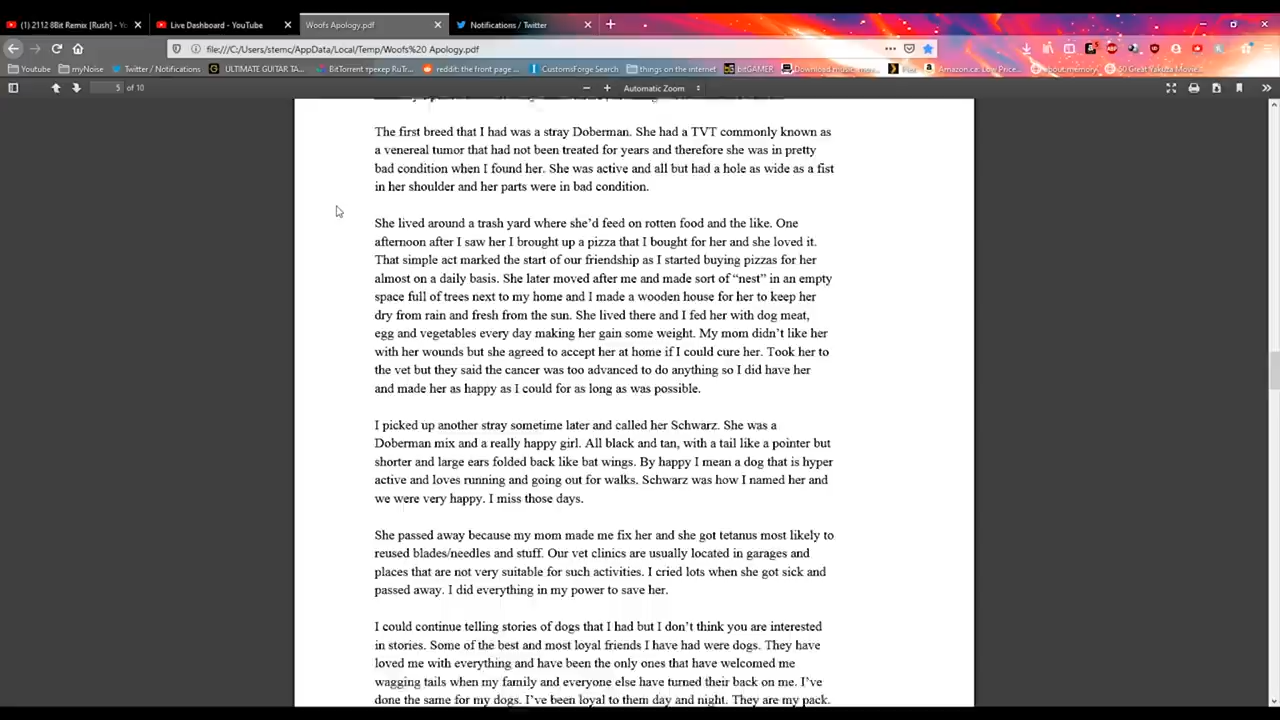 (1) 2112 8Bit Remix [Rush] - Yo
Live Dashboard - YouTube
Woofs Apology.pdf
Notifications / Twitter
file:///C:/Users/stemc/AppData/Local/Temp/Woofs%20 Apology.pdf
Youtube
myNoise
Twitter / Notifications
ULTIMATE GUITAR TA...
BitTorrent трекер RuTr...
reddit: the front page ...
CustomsForge Search
things on the internet
bitGAMER
Download music, mov...
Plex
Amazon.ca: Low Price...
about:memory
50 Great Yakuza Movie...
5 of 10
Automatic Zoom
The first breed that I had was a stray Doberman. She had a TVT commonly known as
a venereal tumor that had not been treated for years and therefore she was in pretty
bad condition when I found her. She was active and all but had a hole as wide as a fist
in her shoulder and her parts were in bad condition.
She lived around a trash yard where she’d feed on rotten food and the like. One
afternoon after I saw her I brought up a pizza that I bought for her and she loved it.
That simple act marked the start of our friendship as I started buying pizzas for her
almost on a daily basis. She later moved after me and made sort of “nest” in an empty
space full of trees next to my home and I made a wooden house for her to keep her
dry from rain and fresh from the sun. She lived there and I fed her with dog meat,
egg and vegetables every day making her gain some weight. My mom didn’t like her
with her wounds but she agreed to accept her at home if I could cure her. Took her to
the vet but they said the cancer was too advanced to do anything so I did have her
and made her as happy as I could for as long as was possible.
I picked up another stray sometime later and called her Schwarz. She was a
Doberman mix and a really happy girl. All black and tan, with a tail like a pointer but
shorter and large ears folded back like bat wings. By happy I mean a dog that is hyper
active and loves running and going out for walks. Schwarz was how I named her and
we were very happy. I miss those days.
She passed away because my mom made me fix her and she got tetanus most likely to
reused blades/needles and stuff. Our vet clinics are usually located in garages and
places that are not very suitable for such activities. I cried lots when she got sick and
passed away. I did everything in my power to save her.
I could continue telling stories of dogs that I had but I don’t think you are interested
in stories. Some of the best and most loyal friends I have had were dogs. They have
loved me with everything and have been the only ones that have welcomed me
wagging tails when my family and everyone else have turned their back on me. I’ve
done the same for my dogs. I’ve been loyal to them day and night. They are my pack.